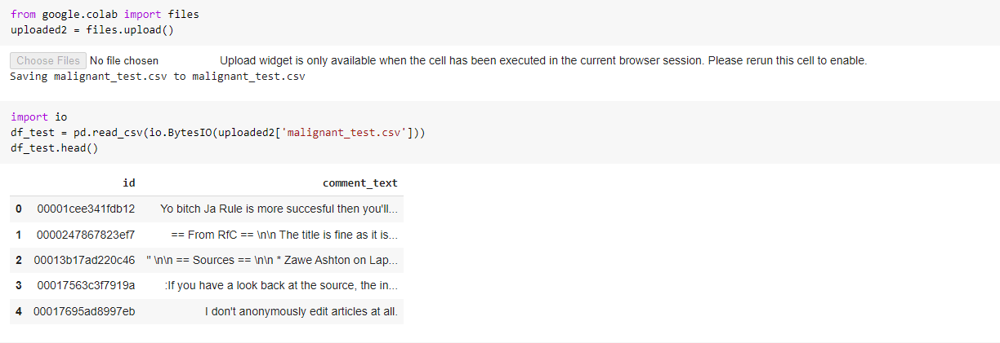 from google.colab import files
uploaded2 = files.upload()
Choose Files No file chosen Upload widget is only available when the cell has been executed in the current browser session. Please rerun this cell to enable.
Saving malignant_test.csv to malignant_test.csv
import io
df_test = pd.read_csv(io.BytesIO(uploaded2['malignant_test.csv']))
df_test.head()
id comment_text
0 00001cee341fdb12 Yo bitch Ja Rule is more succesful then you'll...
1 0000247867823ef7 == From RfC == \n\n The title is fine as it is...
2 00013b17ad220c46 " \n\n == Sources == \n\n * Zawe Ashton on Lap...
3 00017563c3f7919a :If you have a look back at the source, the in...
4 00017695ad8997eb I don't anonymously edit articles at all.